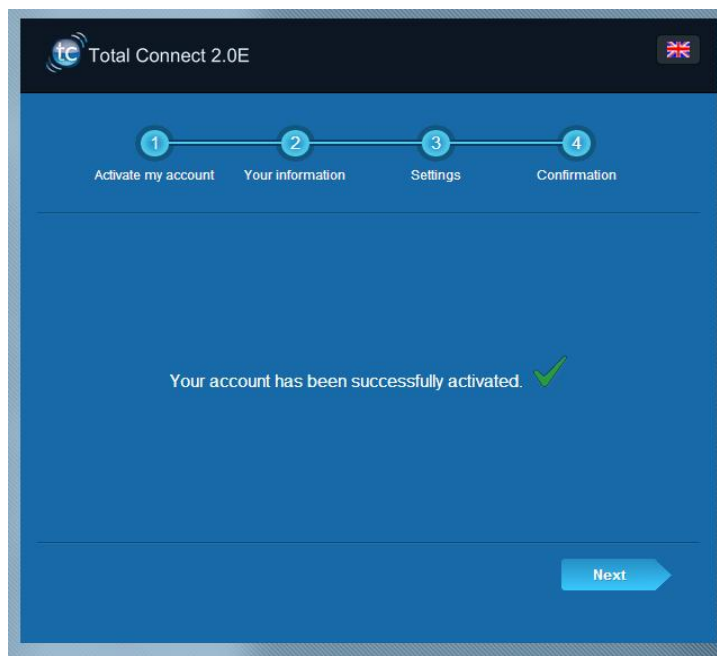 tc Total Connect 2.0E
1 2 3 4
Activate my account Your information Settings Confirmation
Your account has been successfully activated.
Next